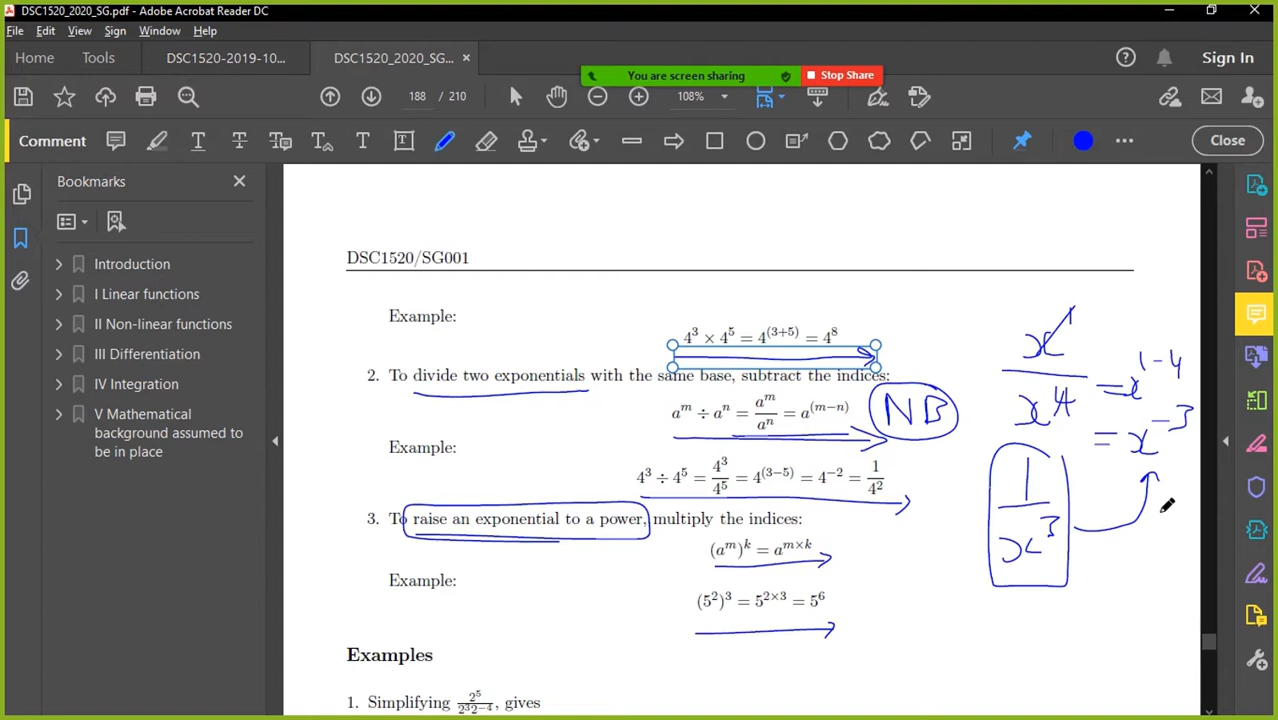 DSC1520_2020_SG.pdf - Adobe Acrobat Reader DC
File Edit View Sign Window Help
Home Tools DSC1520-2019-10... DSC1520_2020_SG... ×
You are screen sharing Stop Share
Sign In
188 / 210 108%
Comment Close
Bookmarks
Introduction
I Linear functions
II Non-linear functions
III Differentiation
IV Integration
V Mathematical
background assumed to
be in place
DSC1520/SG001
Example:
4³ × 4⁵ = 4⁽³⁺⁵⁾ = 4⁸
2. To divide two exponentials with the same base, subtract the indices:
aᵐ ÷ aⁿ = aᵐ/aⁿ = a⁽ᵐ⁻ⁿ⁾
NB
Example:
4³ ÷ 4⁵ = 4³/4⁵ = 4⁽³⁻⁵⁾ = 4⁻² = 1/4²
3. To raise an exponential to a power, multiply the indices:
(aᵐ)ᵏ = aᵐˣᵏ
Example:
(5²)³ = 5²ˣ³ = 5⁶
Examples
1. Simplifying 2⁵/2³2⁻⁴, gives
x¹/x⁴ = x¹⁻⁴
= x⁻³
1/x³